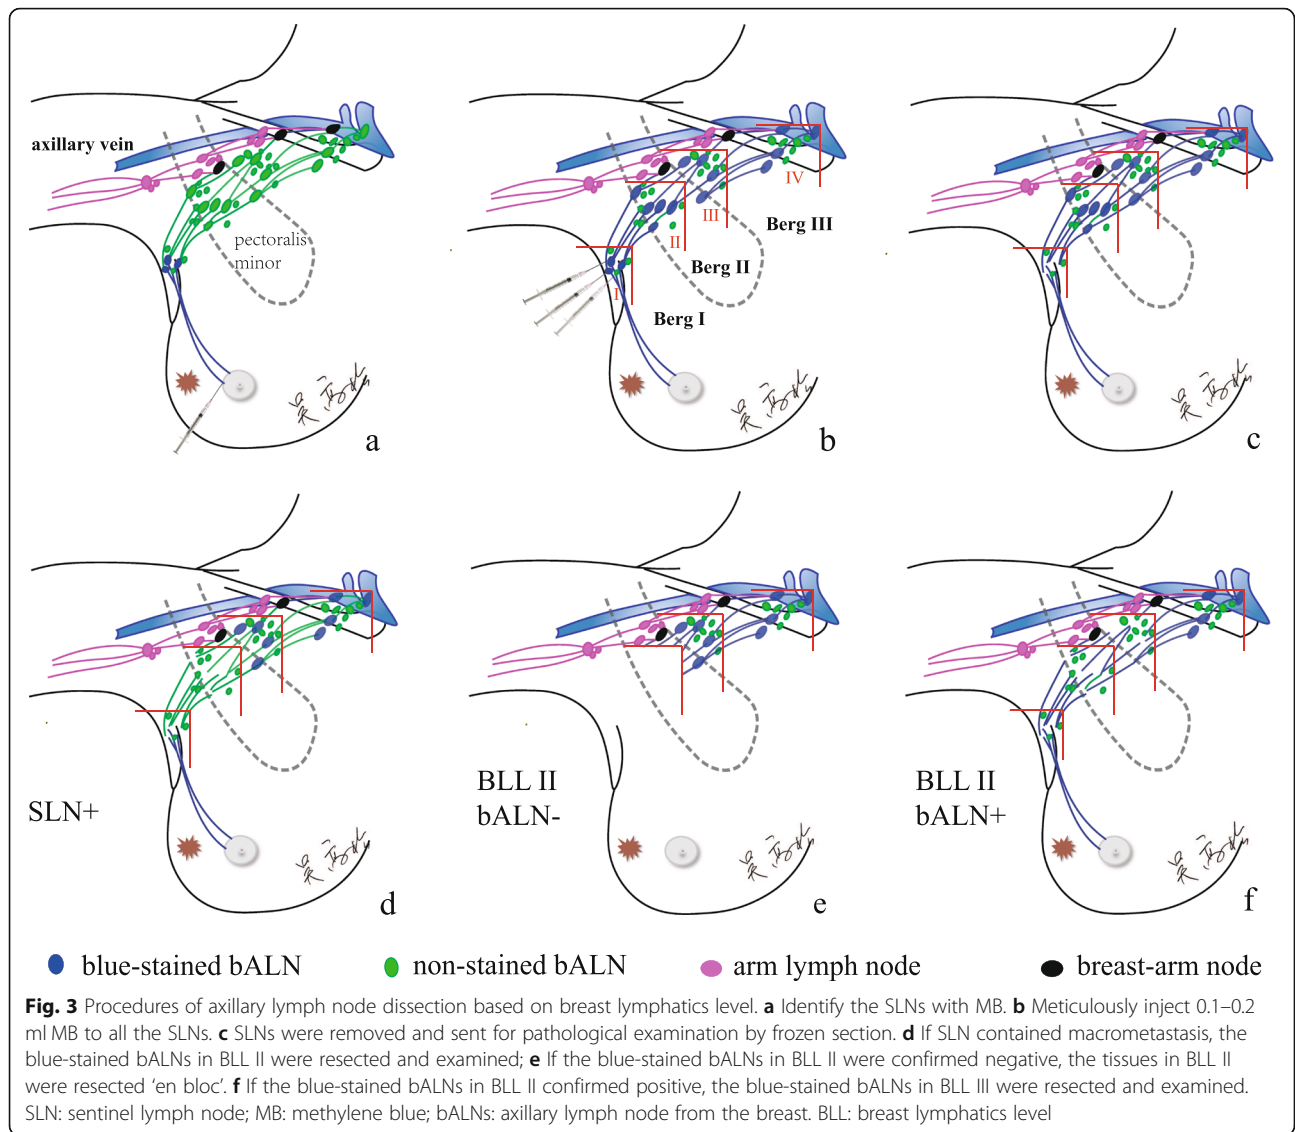 axillary vein
pectoralis
minor
a
I
II
III
IV
Berg I
Berg II
Berg III
b
c
SLN+
d
BLL II
bALN-
e
BLL II
bALN+
f
blue-stained bALN
non-stained bALN
arm lymph node
breast-arm node
Fig. 3 Procedures of axillary lymph node dissection based on breast lymphatics level. a Identify the SLNs with MB. b Meticulously inject 0.1–0.2
ml MB to all the SLNs. c SLNs were removed and sent for pathological examination by frozen section. d If SLN contained macrometastasis, the
blue-stained bALNs in BLL II were resected and examined; e If the blue-stained bALNs in BLL II were confirmed negative, the tissues in BLL II
were resected ‘en bloc’. f If the blue-stained bALNs in BLL II confirmed positive, the blue-stained bALNs in BLL III were resected and examined.
SLN: sentinel lymph node; MB: methylene blue; bALNs: axillary lymph node from the breast. BLL: breast lymphatics level